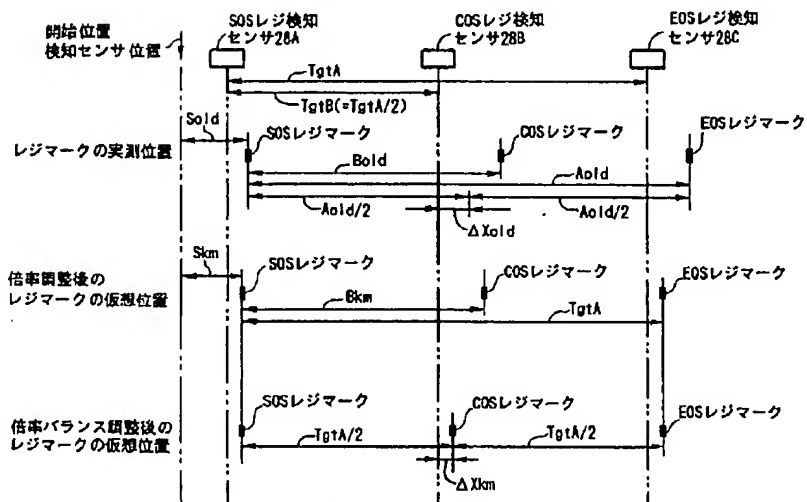 開始位置
検知センサ位置
SOSレジ検知
センサ28A
COSレジ検知
センサ28B
EOSレジ検知
センサ28C
TgtA
TgtB(=TgtA/2)
Sold
SOSレジマーク
COSレジマーク
EOSレジマーク
レジマークの実測位置
Bold
Aold
Aold/2
Aold/2
ΔXold
Skm
SOSレジマーク
COSレジマーク
EOSレジマーク
倍率調整後の
レジマークの仮想位置
Bkm
TgtA
SOSレジマーク
COSレジマーク
EOSレジマーク
倍率バランス調整後の
レジマークの仮想位置
TgtA/2
TgtA/2
ΔXkm